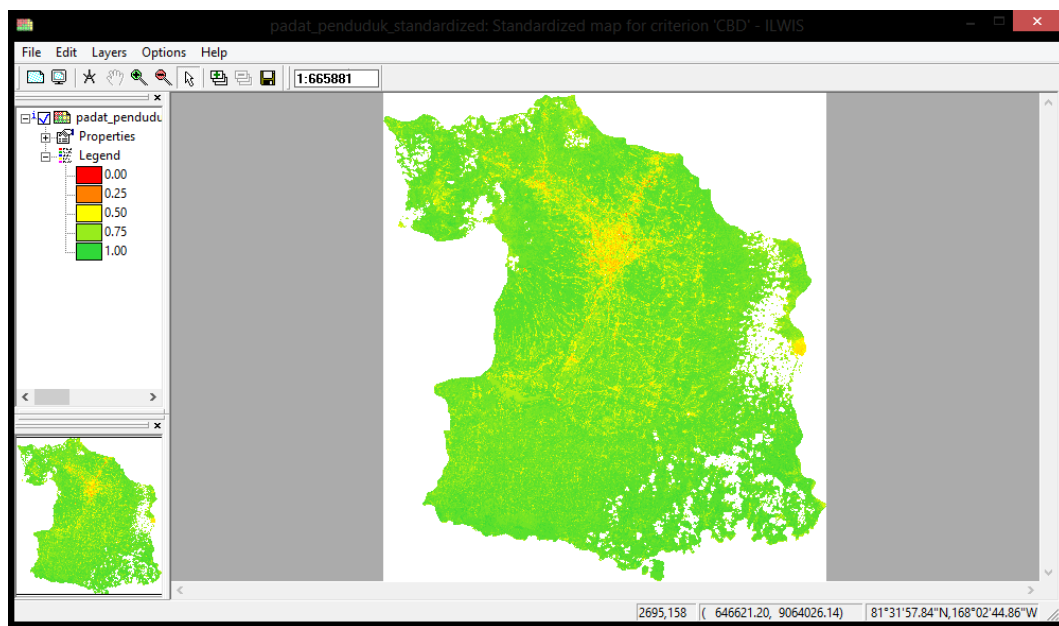 padat_penduduk_standardized: Standardized map for criterion 'CBD' - ILWIS
File Edit Layers Options Help
1:665881
padat_pendudu
Properties
Legend
0.00
0.25
0.50
0.75
1.00
2695,158 ( 646621.20, 9064026.14) 81°31'57.84"N,168°02'44.86"W